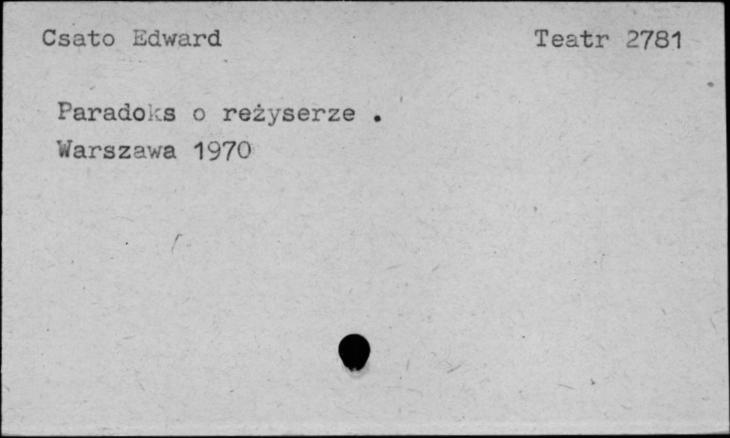 Csato Edward Teatr 2781
Paradoks o reżyserze .
Warszawa 1970